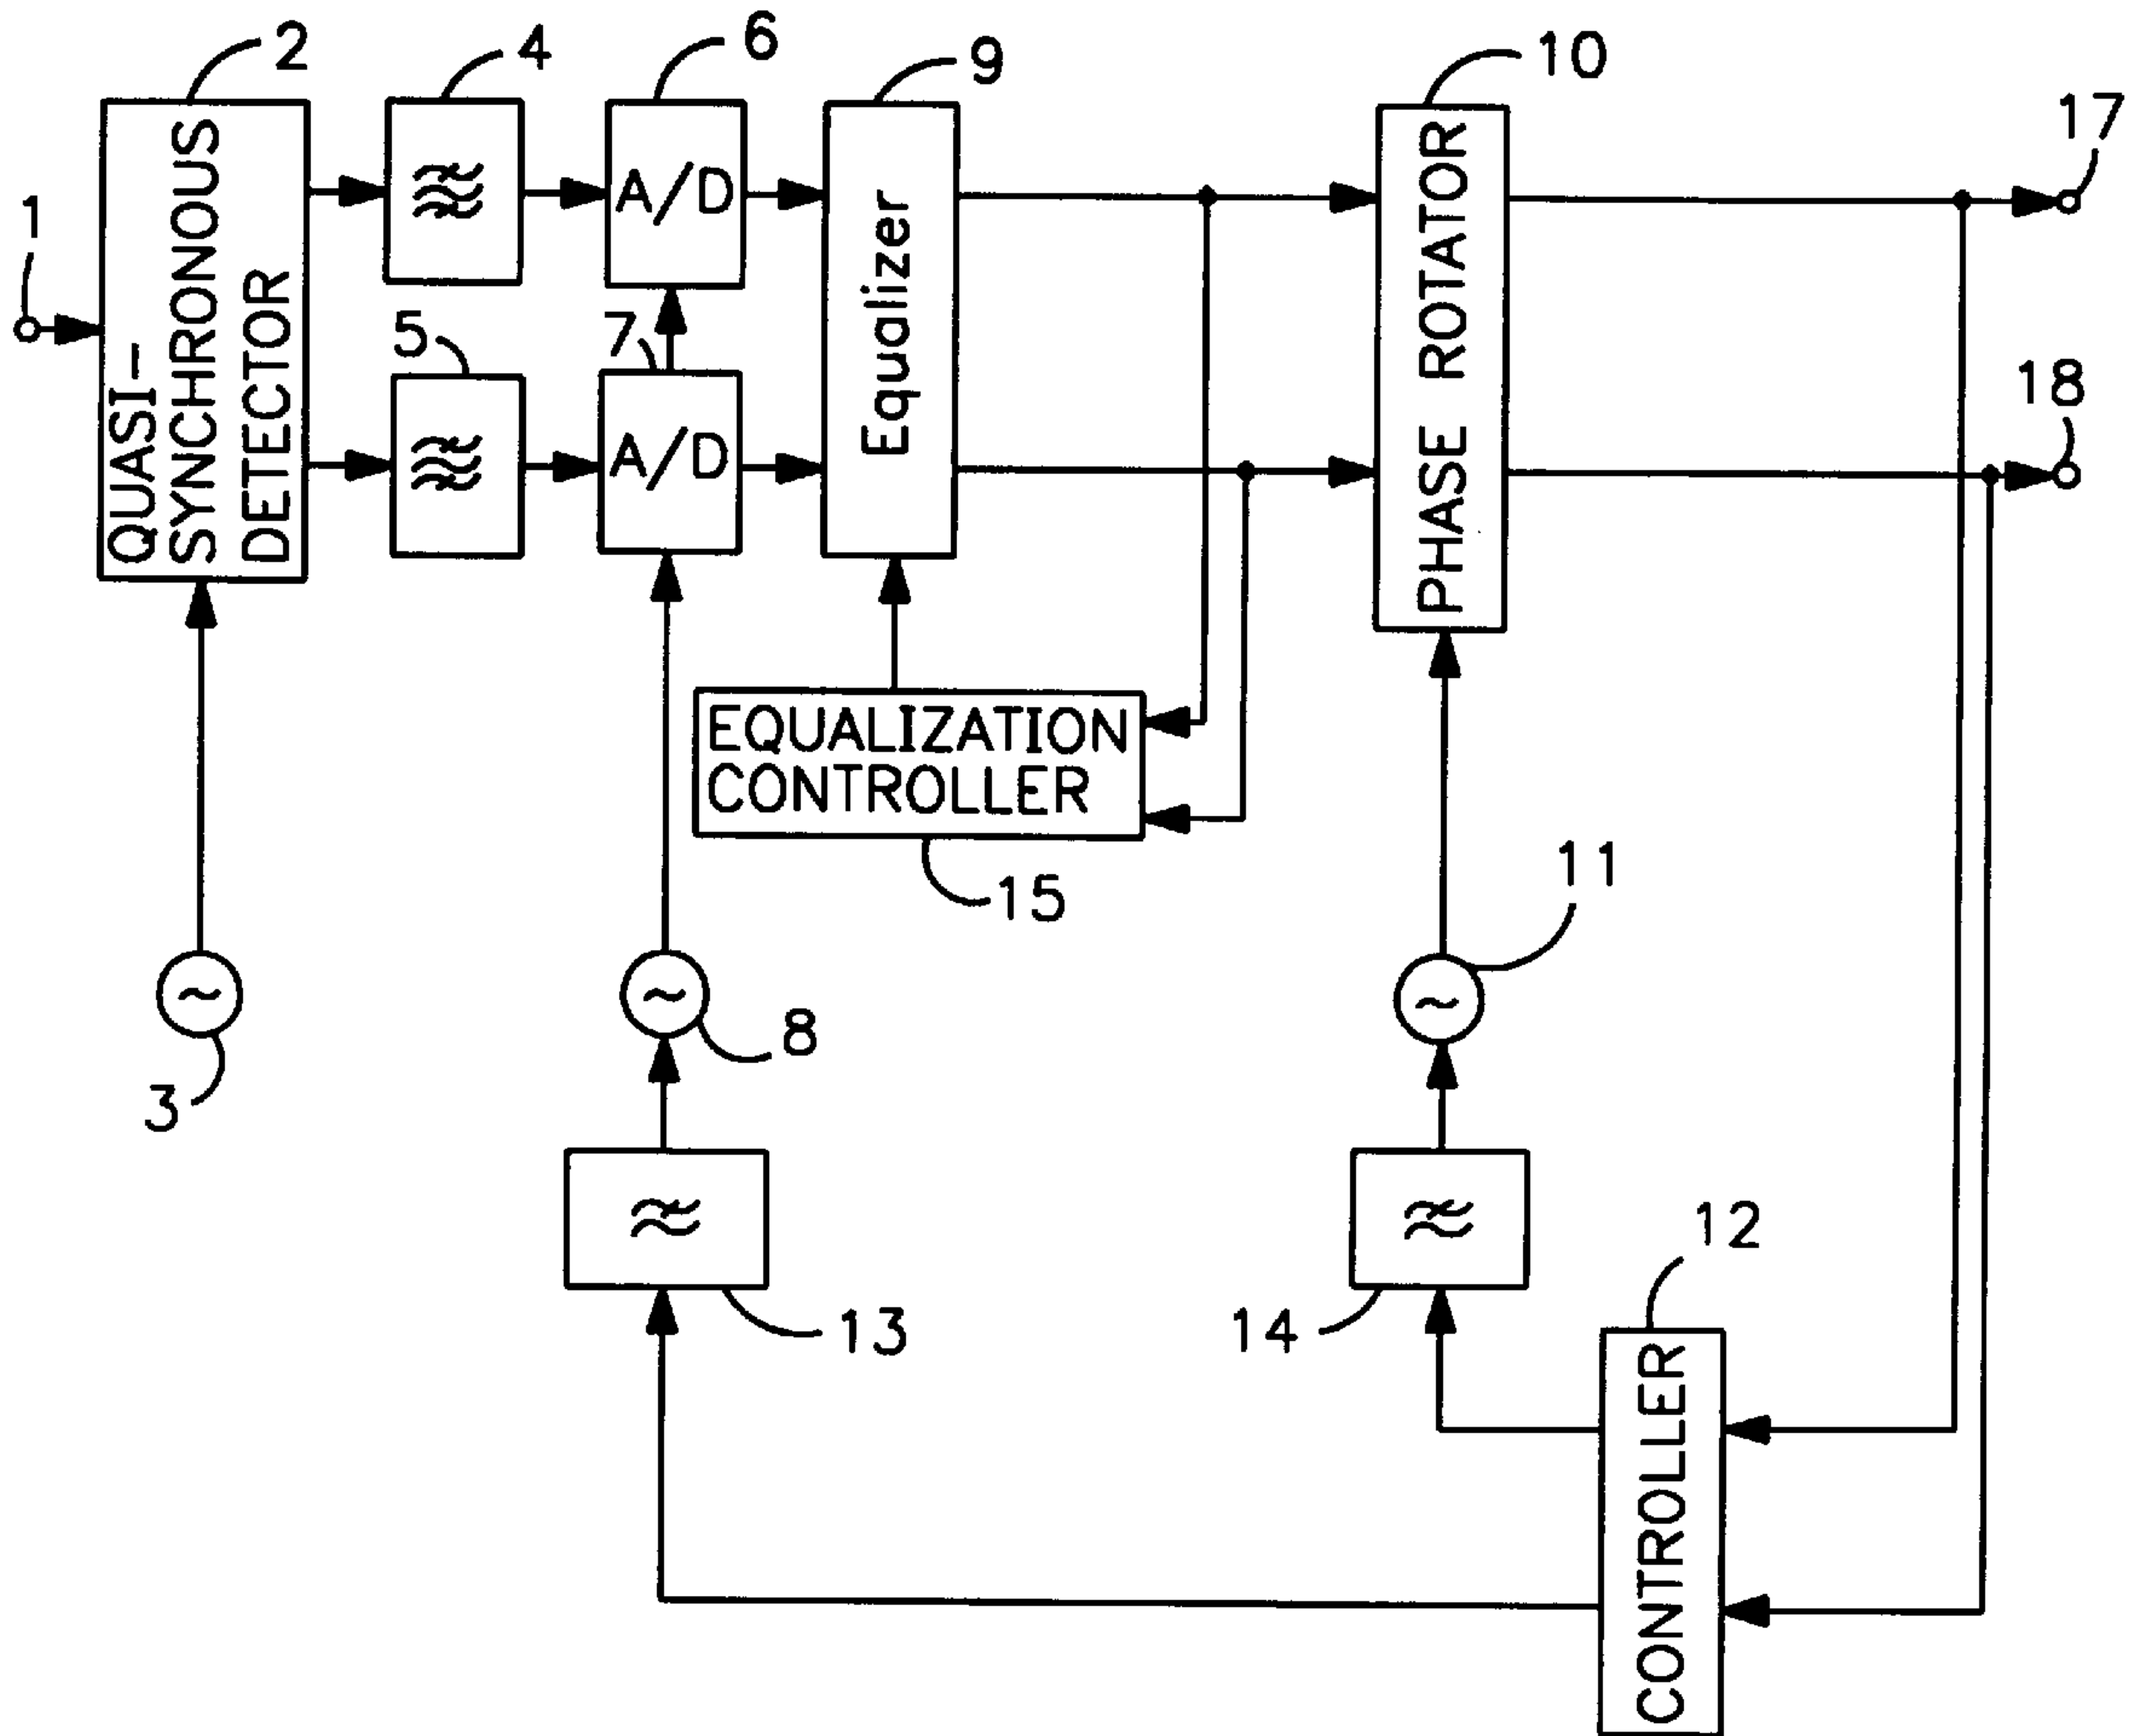 2
4
6
9
10
17
1
QUASI-
SYNCHRONOUS
DETECTOR
A/D
Equalizer
PHASE ROTATOR
5
7
A/D
18
EQUALIZATION
CONTROLLER
15
11
3
8
12
13
14
CONTROLLER